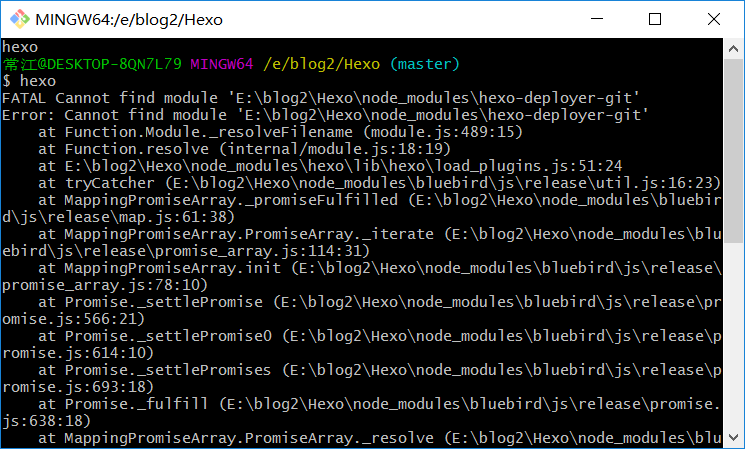 MINGW64:/e/blog2/Hexo
hexo
常江@DESKTOP-8QN7L79 MINGW64 /e/blog2/Hexo (master)
$ hexo
FATAL Cannot find module 'E:\blog2\Hexo\node_modules\hexo-deployer-git'
Error: Cannot find module 'E:\blog2\Hexo\node_modules\hexo-deployer-git'
    at Function.Module._resolveFilename (module.js:489:15)
    at Function.resolve (internal/module.js:18:19)
    at E:\blog2\Hexo\node_modules\hexo\lib\hexo\load_plugins.js:51:24
    at tryCatcher (E:\blog2\Hexo\node_modules\bluebird\js\release\util.js:16:23)
    at MappingPromiseArray._promiseFulfilled (E:\blog2\Hexo\node_modules\bluebir
d\js\release\map.js:61:38)
    at MappingPromiseArray.PromiseArray._iterate (E:\blog2\Hexo\node_modules\blu
ebird\js\release\promise_array.js:114:31)
    at MappingPromiseArray.init (E:\blog2\Hexo\node_modules\bluebird\js\release\
promise_array.js:78:10)
    at Promise._settlePromise (E:\blog2\Hexo\node_modules\bluebird\js\release\pr
omise.js:566:21)
    at Promise._settlePromise0 (E:\blog2\Hexo\node_modules\bluebird\js\release\p
romise.js:614:10)
    at Promise._settlePromises (E:\blog2\Hexo\node_modules\bluebird\js\release\p
romise.js:693:18)
    at Promise._fulfill (E:\blog2\Hexo\node_modules\bluebird\js\release\promise.
js:638:18)
    at MappingPromiseArray.PromiseArray._resolve (E:\blog2\Hexo\node_modules\blu